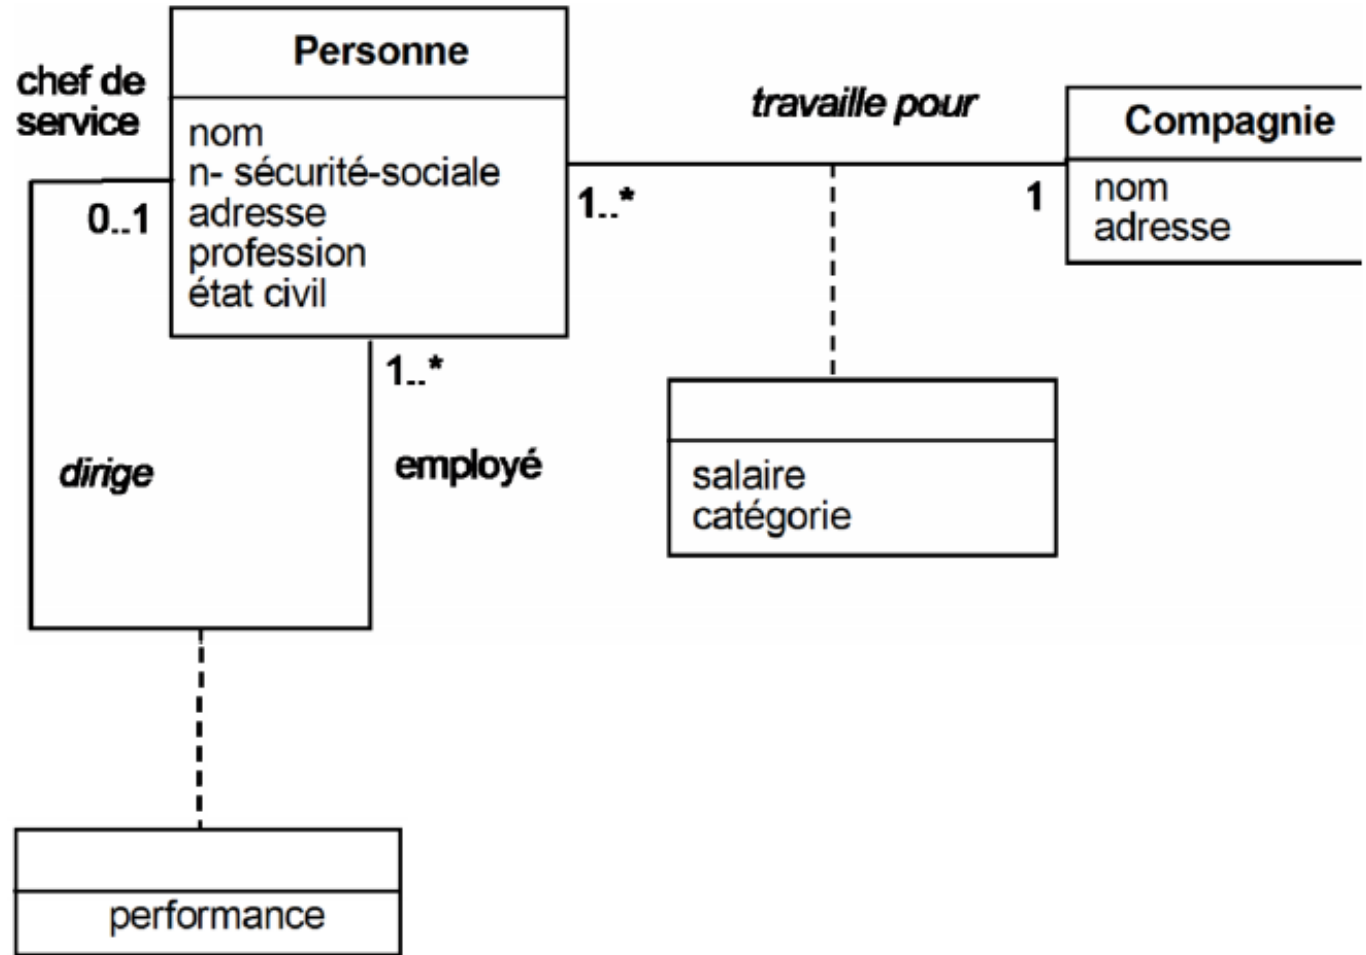 Personne
chef de
service
nom
n- sécurité-sociale
adresse
profession
état civil
0..1
1..*
travaille pour
1
Compagnie
nom
adresse
1..*
dirige
employé
salaire
catégorie
performance